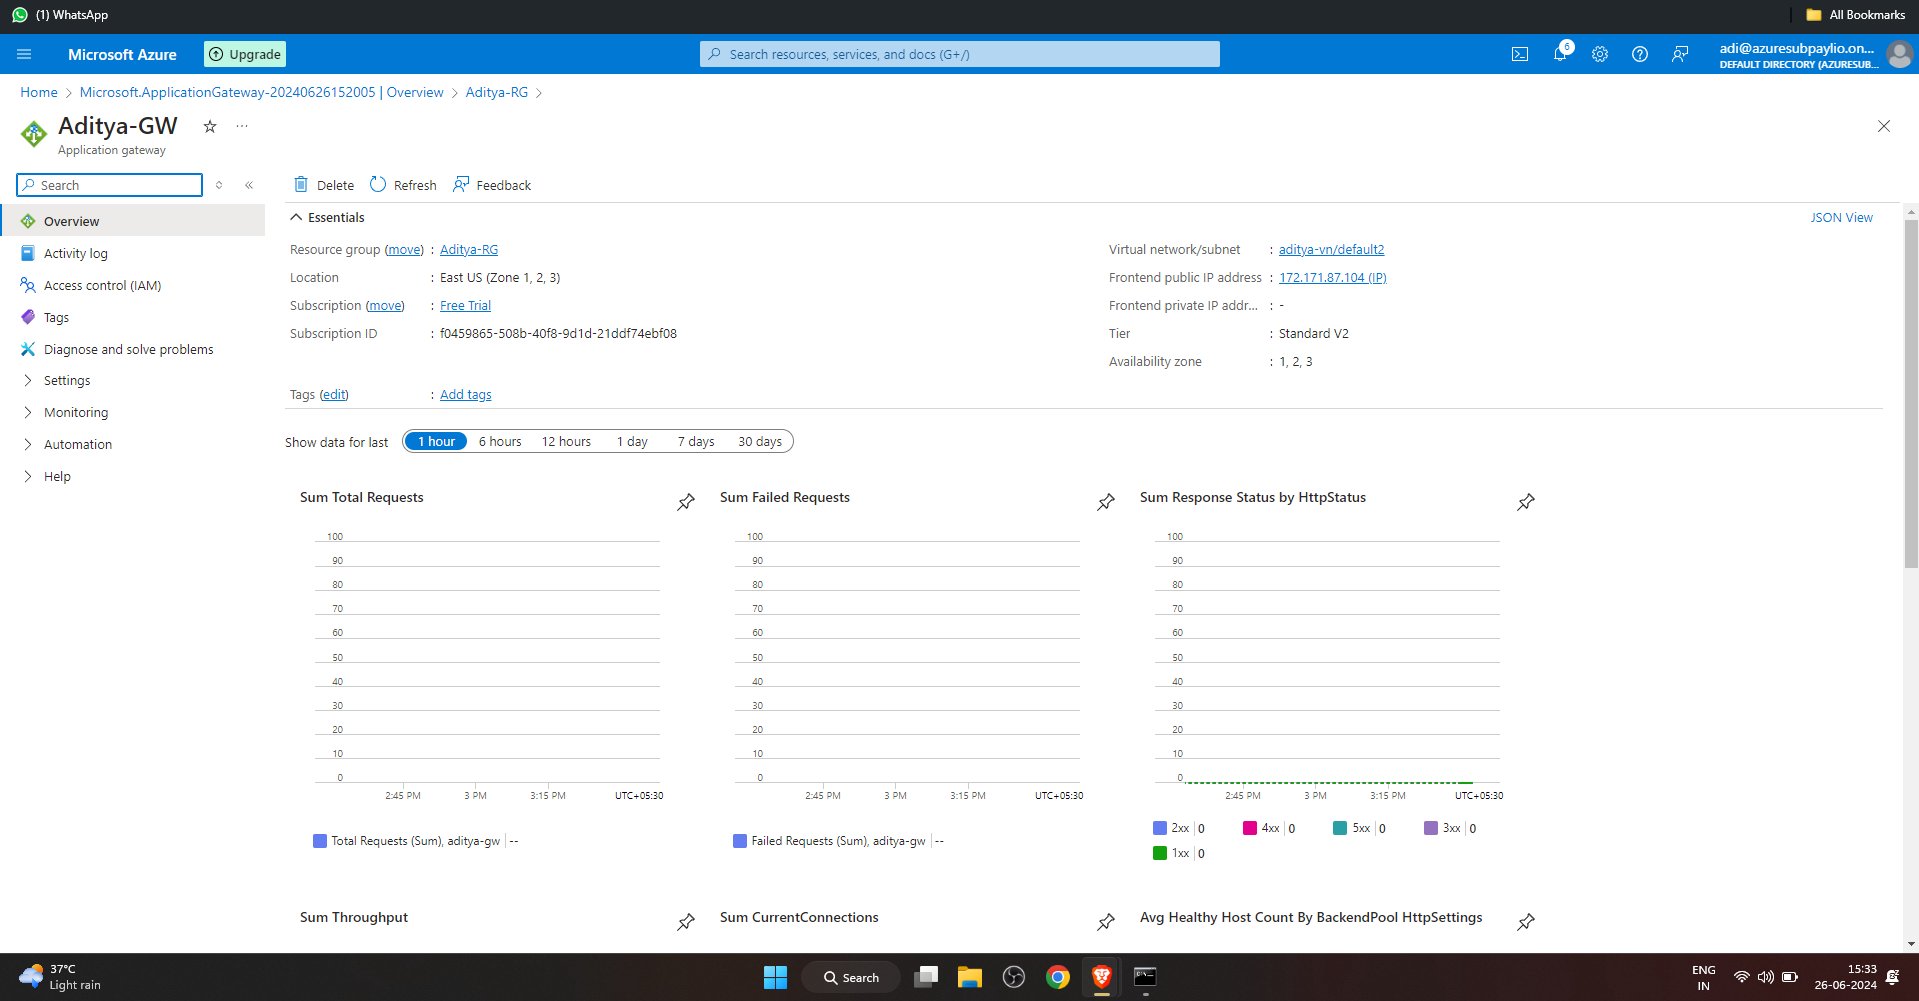 (1) WhatsApp
All Bookmarks
Microsoft Azure
Upgrade
Search resources, services, and docs (G+/)
6
adi@azuresubpaylio.on...
DEFAULT DIRECTORY (AZURESUB...
Home > Microsoft.ApplicationGateway-20240626152005 | Overview > Aditya-RG >
Aditya-GW
...
Application gateway
Search
Overview
Activity log
Access control (IAM)
Tags
Diagnose and solve problems
Settings
Monitoring
Automation
Help
Delete
Refresh
Feedback
Essentials
JSON View
Resource group (move) : Aditya-RG
Location : East US (Zone 1, 2, 3)
Subscription (move) : Free Trial
Subscription ID : f0459865-508b-40f8-9d1d-21ddf74ebf08
Virtual network/subnet : aditya-vn/default2
Frontend public IP address : 172.171.87.104 (IP)
Frontend private IP addr... : -
Tier : Standard V2
Availability zone : 1, 2, 3
Tags (edit) : Add tags
Show data for last 1 hour 6 hours 12 hours 1 day 7 days 30 days
Sum Total Requests
100
90
80
70
60
50
40
30
20
10
0
2:45 PM 3 PM 3:15 PM UTC+05:30
Total Requests (Sum), aditya-gw --
Sum Failed Requests
100
90
80
70
60
50
40
30
20
10
0
2:45 PM 3 PM 3:15 PM UTC+05:30
Failed Requests (Sum), aditya-gw --
Sum Response Status by HttpStatus
100
90
80
70
60
50
40
30
20
10
0
2:45 PM 3 PM 3:15 PM UTC+05:30
2xx 0 4xx 0 5xx 0 3xx 0
1xx 0
Sum Throughput
Sum CurrentConnections
Avg Healthy Host Count By BackendPool HttpSettings
37°C
Light rain
Search
ENG
IN
15:33
26-06-2024